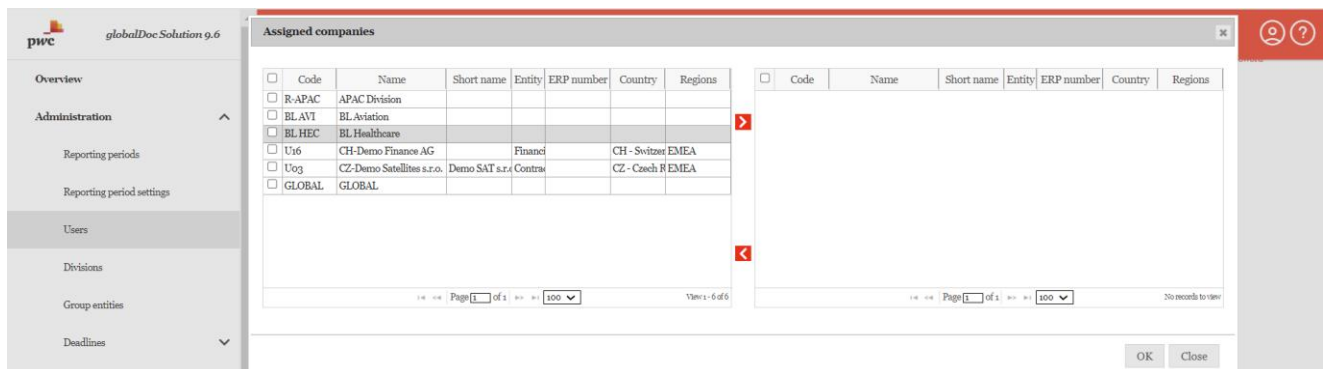 pwc globalDoc Solution 9.6
Overview
Administration
Reporting periods
Reporting period settings
Users
Divisions
Group entities
Deadlines
Assigned companies
Code Name Short name Entity ERP number Country Regions
R-APAC APAC Division
BL AVI BL Aviation
BL HEC BL Healthcare
U16 CH-Demo Finance AG Financi CH - Switzer EMEA
U03 CZ-Demo Satellites s.r.o. Demo SAT s.r. Contra CZ - Czech R EMEA
GLOBAL GLOBAL
Page 1 of 1 100 View 1 - 6 of 6
Code Name Short name Entity ERP number Country Regions
Page 1 of 1 100 No records to view
OK Close